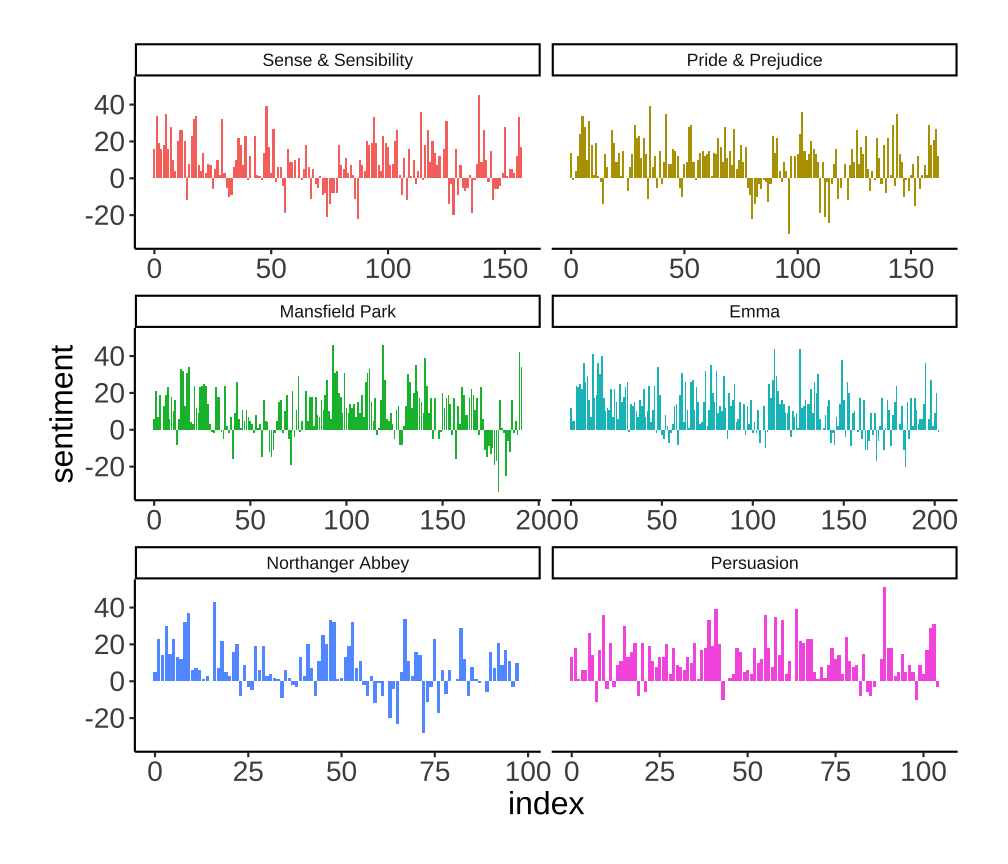 Sense & Sensibility Pride & Prejudice
40
20
0
-20
0 50 100 150 0 50 100 150
Mansfield Park Emma
40
20
0
-20
0 50 100 150 200 0 50 100 150 200
Northanger Abbey Persuasion
40
20
0
-20
0 25 50 75 100 0 25 50 75 100
sentiment
index